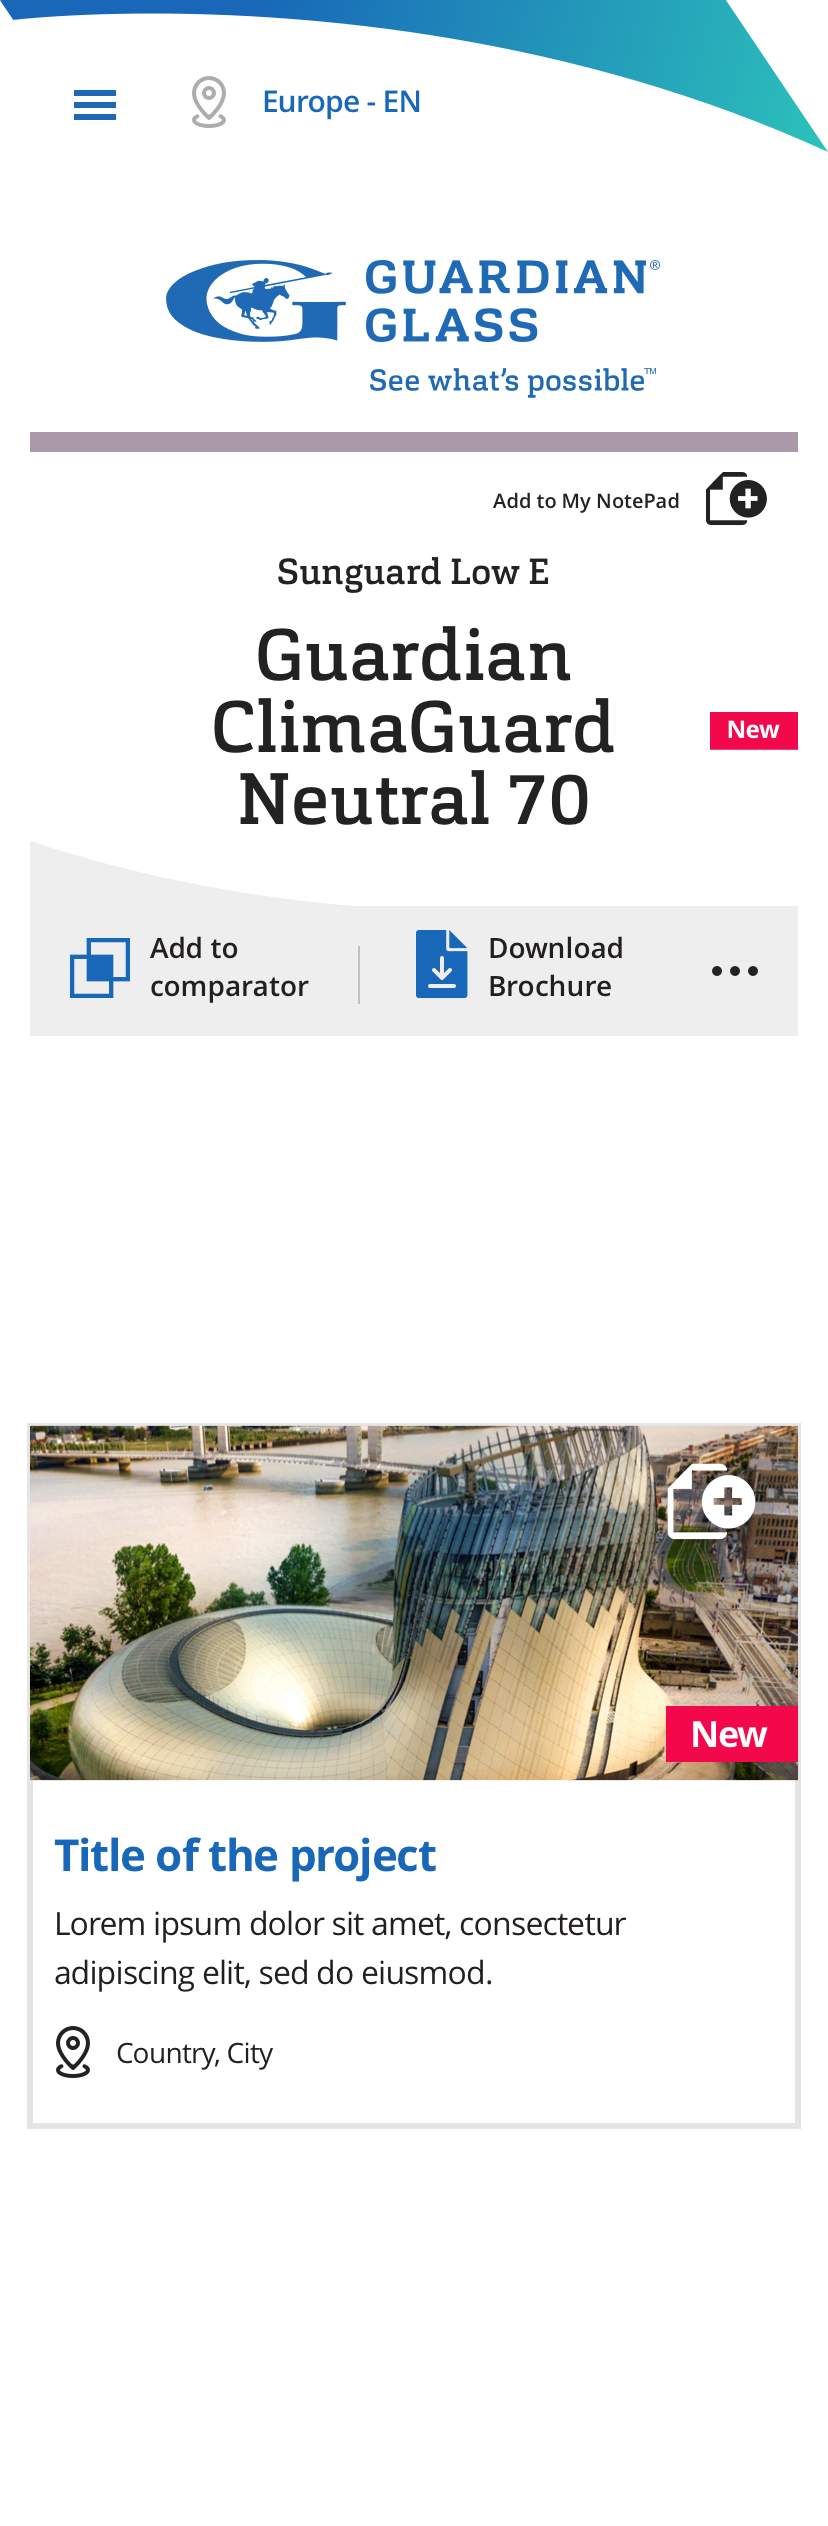 Europe - EN
GUARDIAN®
GLASS
See what's possible™
Add to My NotePad
Sunguard Low E
Guardian
ClimaGuard
New
Neutral 70
Add to
comparator
Download
Brochure
New
Title of the project
Lorem ipsum dolor sit amet, consectetur
adipiscing elit, sed do eiusmod.
Country, City